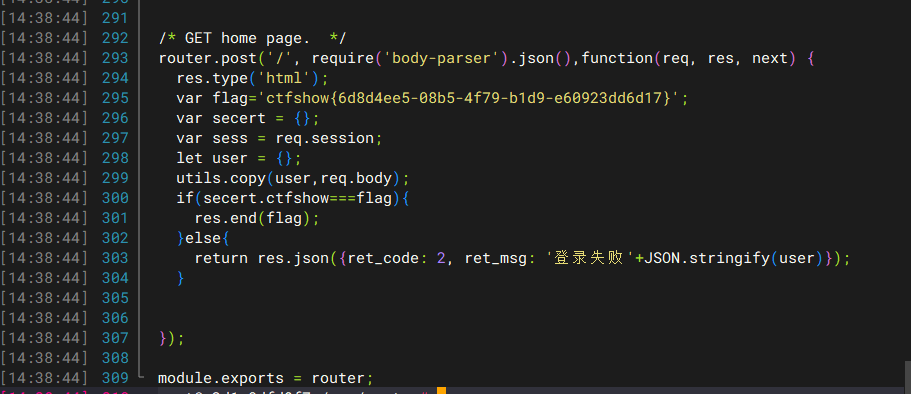 [14:38:44] 291
[14:38:44] 292 /* GET home page.  */
[14:38:44] 293 router.post('/', require('body-parser').json(),function(req, res, next) {
[14:38:44] 294   res.type('html');
[14:38:44] 295   var flag='ctfshow{6d8d4ee5-08b5-4f79-b1d9-e60923dd6d17}';
[14:38:44] 296   var secert = {};
[14:38:44] 297   var sess = req.session;
[14:38:44] 298   let user = {};
[14:38:44] 299   utils.copy(user,req.body);
[14:38:44] 300   if(secert.ctfshow===flag){
[14:38:44] 301     res.end(flag);
[14:38:44] 302   }else{
[14:38:44] 303     return res.json({ret_code: 2, ret_msg: '登录失败'+JSON.stringify(user)});
[14:38:44] 304   }
[14:38:44] 305
[14:38:44] 306
[14:38:44] 307 });
[14:38:44] 308
[14:38:44] 309 module.exports = router;